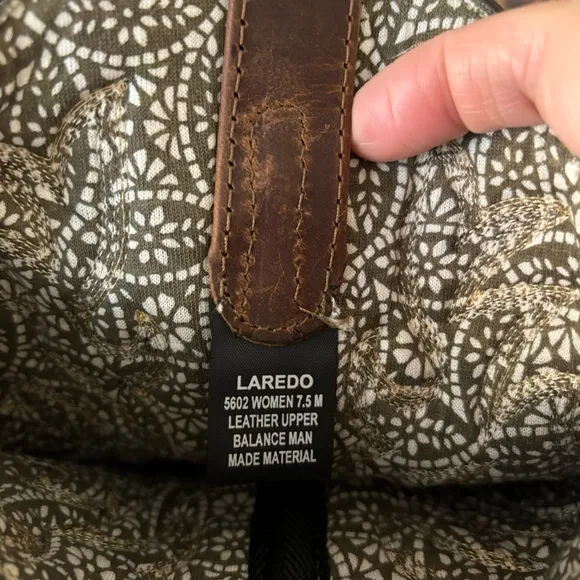 LAREDO
5602 WOMEN 7.5 M
LEATHER UPPER
BALANCE MAN
MADE MATERIAL